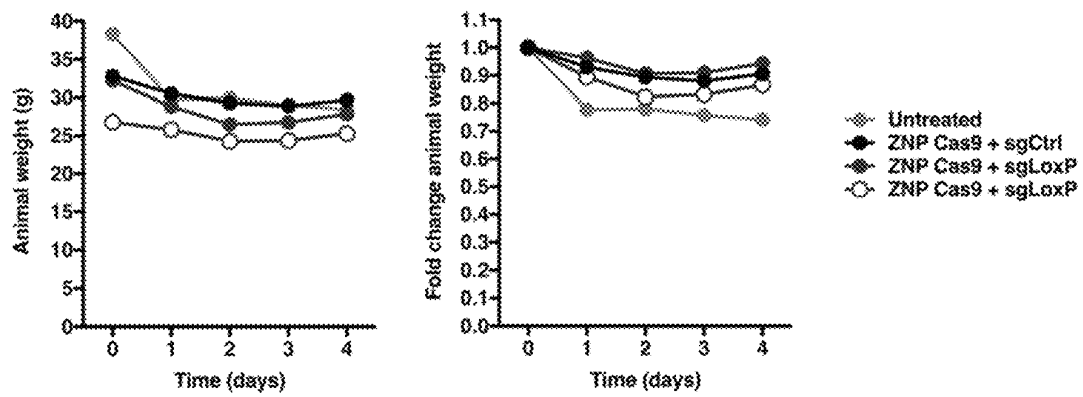 Animal weight (g)
40
35
30
25
20
15
10
5
0
0 1 2 3 4
Time (days)
Fold change animal weight
1.1
1.0
0.9
0.8
0.7
0.6
0.5
0.4
0.3
0.2
0.1
0.0
0 1 2 3 4
Time (days)
Untreated
ZNP Cas9 + sgCtrl
ZNP Cas9 + sgLoxP
ZNP Cas9 + sgLoxP